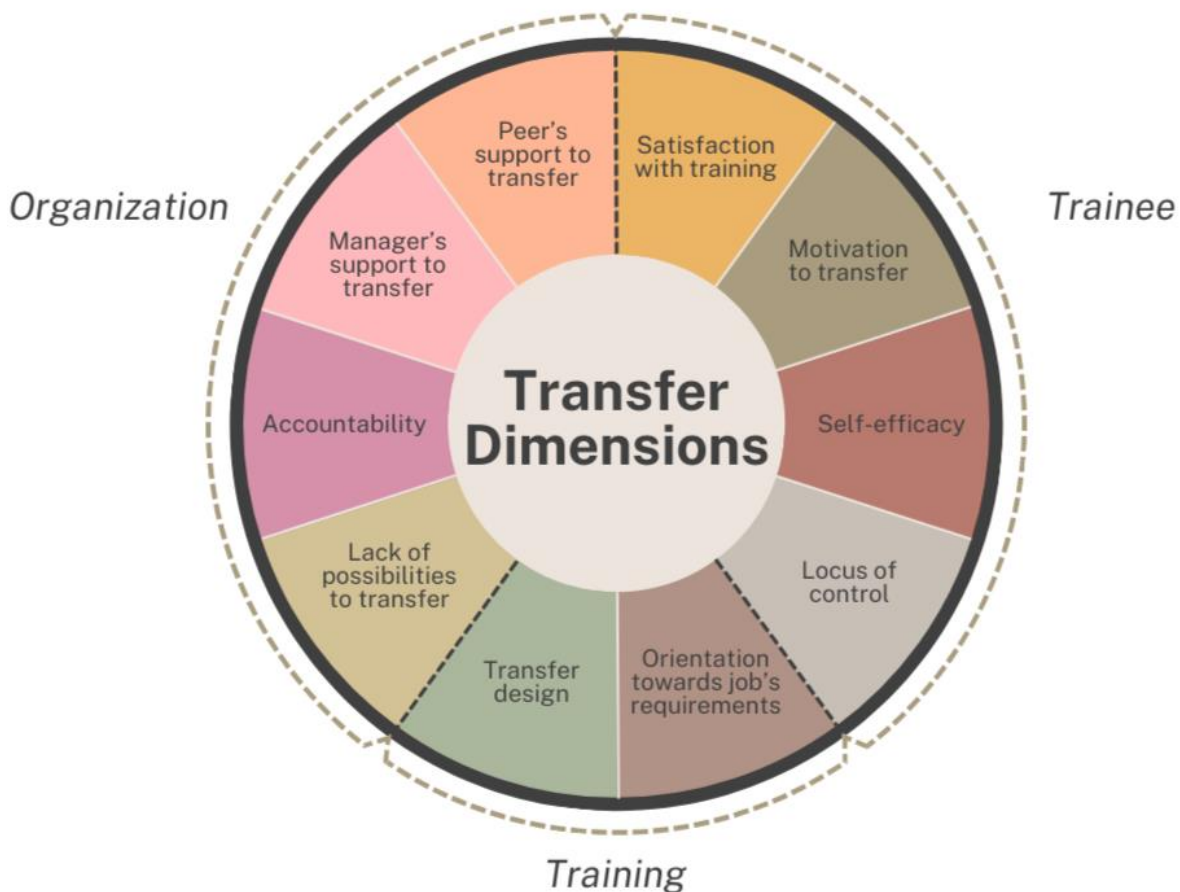 Peer's
support to
transfer
Satisfaction
with training
Organization
Trainee
Manager's
support to
transfer
Motivation
to transfer
Transfer
Dimensions
Accountability
Self-efficacy
Lack of
possibilities
to transfer
Locus of
control
Transfer
design
Orientation
towards job's
requirements
Training